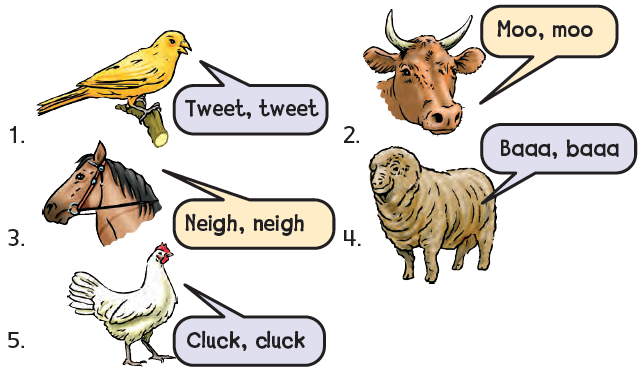 1. Tweet, tweet
2. Moo, moo
3. Neigh, neigh
4. Baaa, baaa
5. Cluck, cluck